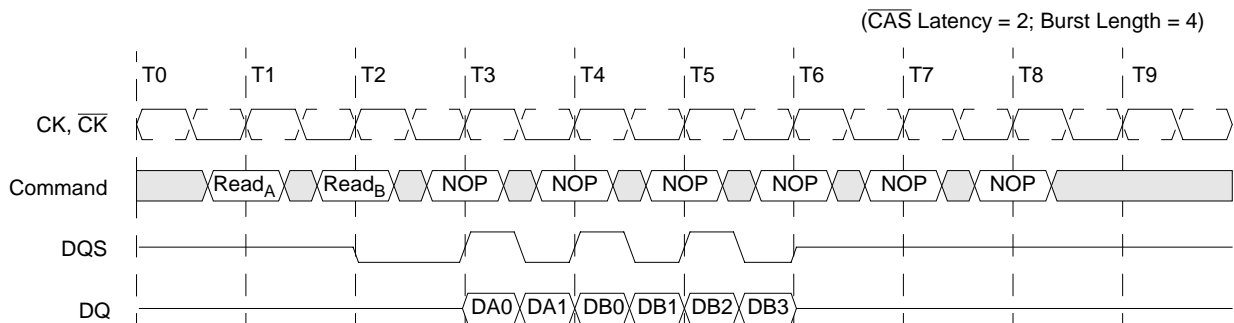 (CAS Latency = 2; Burst Length = 4)
T0 T1 T2 T3 T4 T5 T6 T7 T8 T9
CK, CK
Command ReadA ReadB NOP NOP NOP NOP NOP NOP
DQS
DQ DA0 DA1 DB0 DB1 DB2 DB3